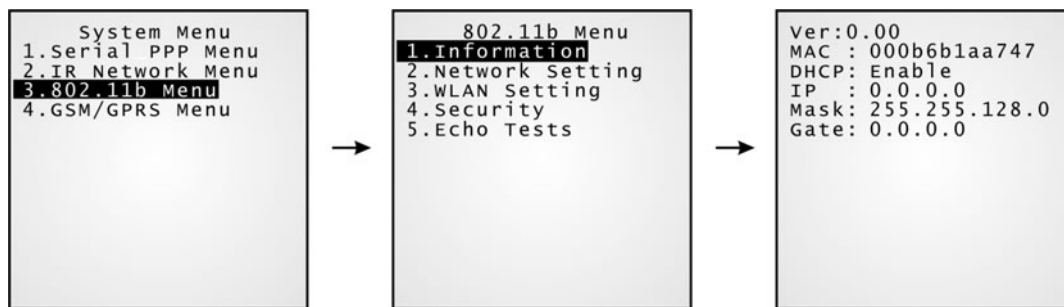 System Menu
1.Serial PPP Menu
2.IR Network Menu
3.802.11b Menu
4.GSM/GPRS Menu
802.11b Menu
1.Information
2.Network Setting
3.WLAN Setting
4.Security
5.Echo Tests
Ver:0.00
MAC : 000b6b1aa747
DHCP: Enable
IP : 0.0.0.0
Mask: 255.255.128.0
Gate: 0.0.0.0